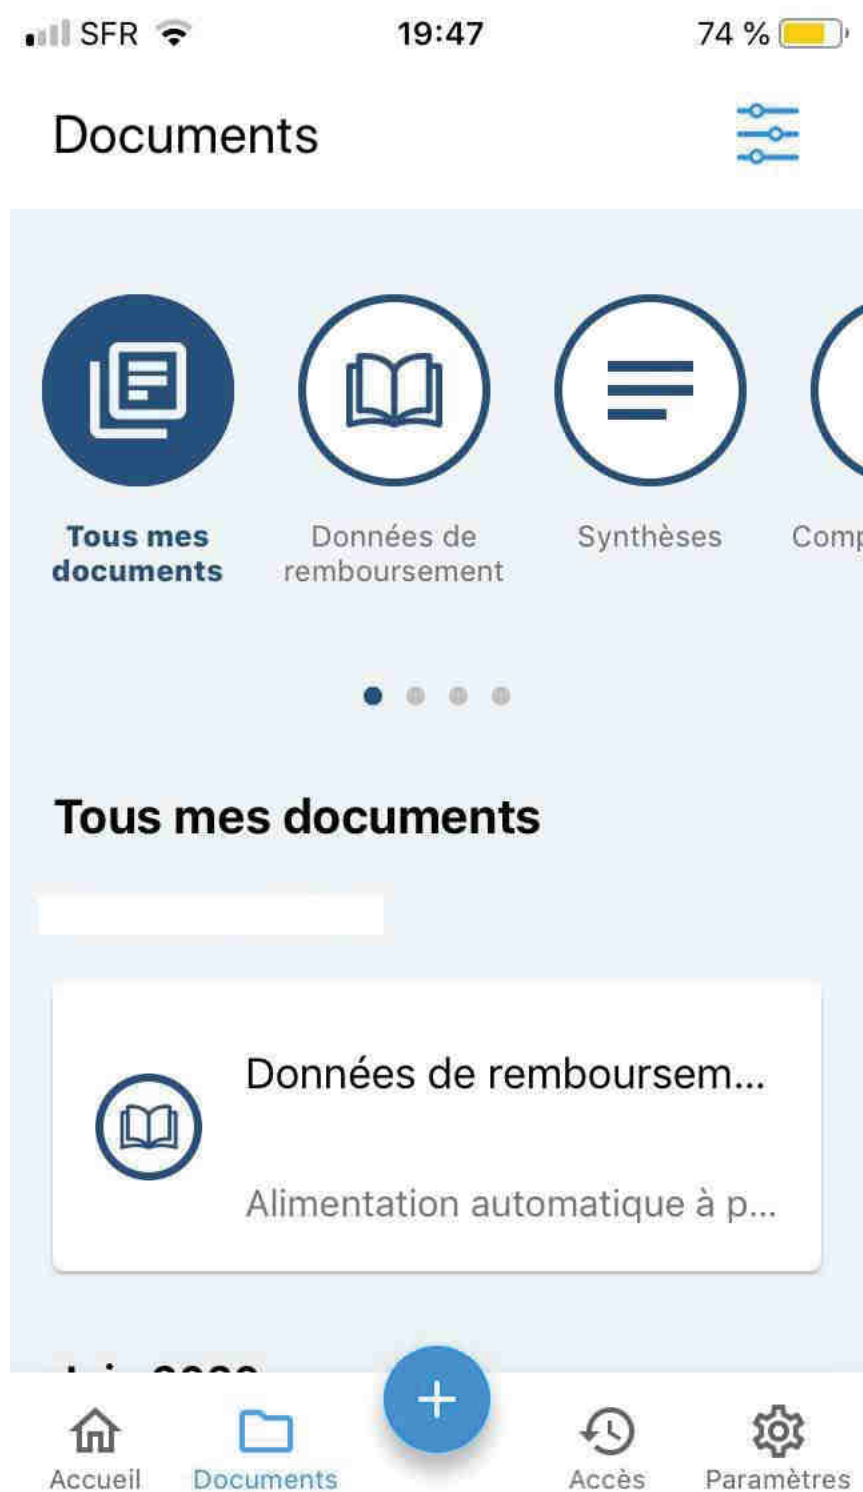 SFR 19:47 74 %
Documents
Tous mes documents
Données de remboursement
Synthèses
Tous mes documents
Données de remboursem...
Alimentation automatique à p...
Accueil
Documents
Accès
Paramètres